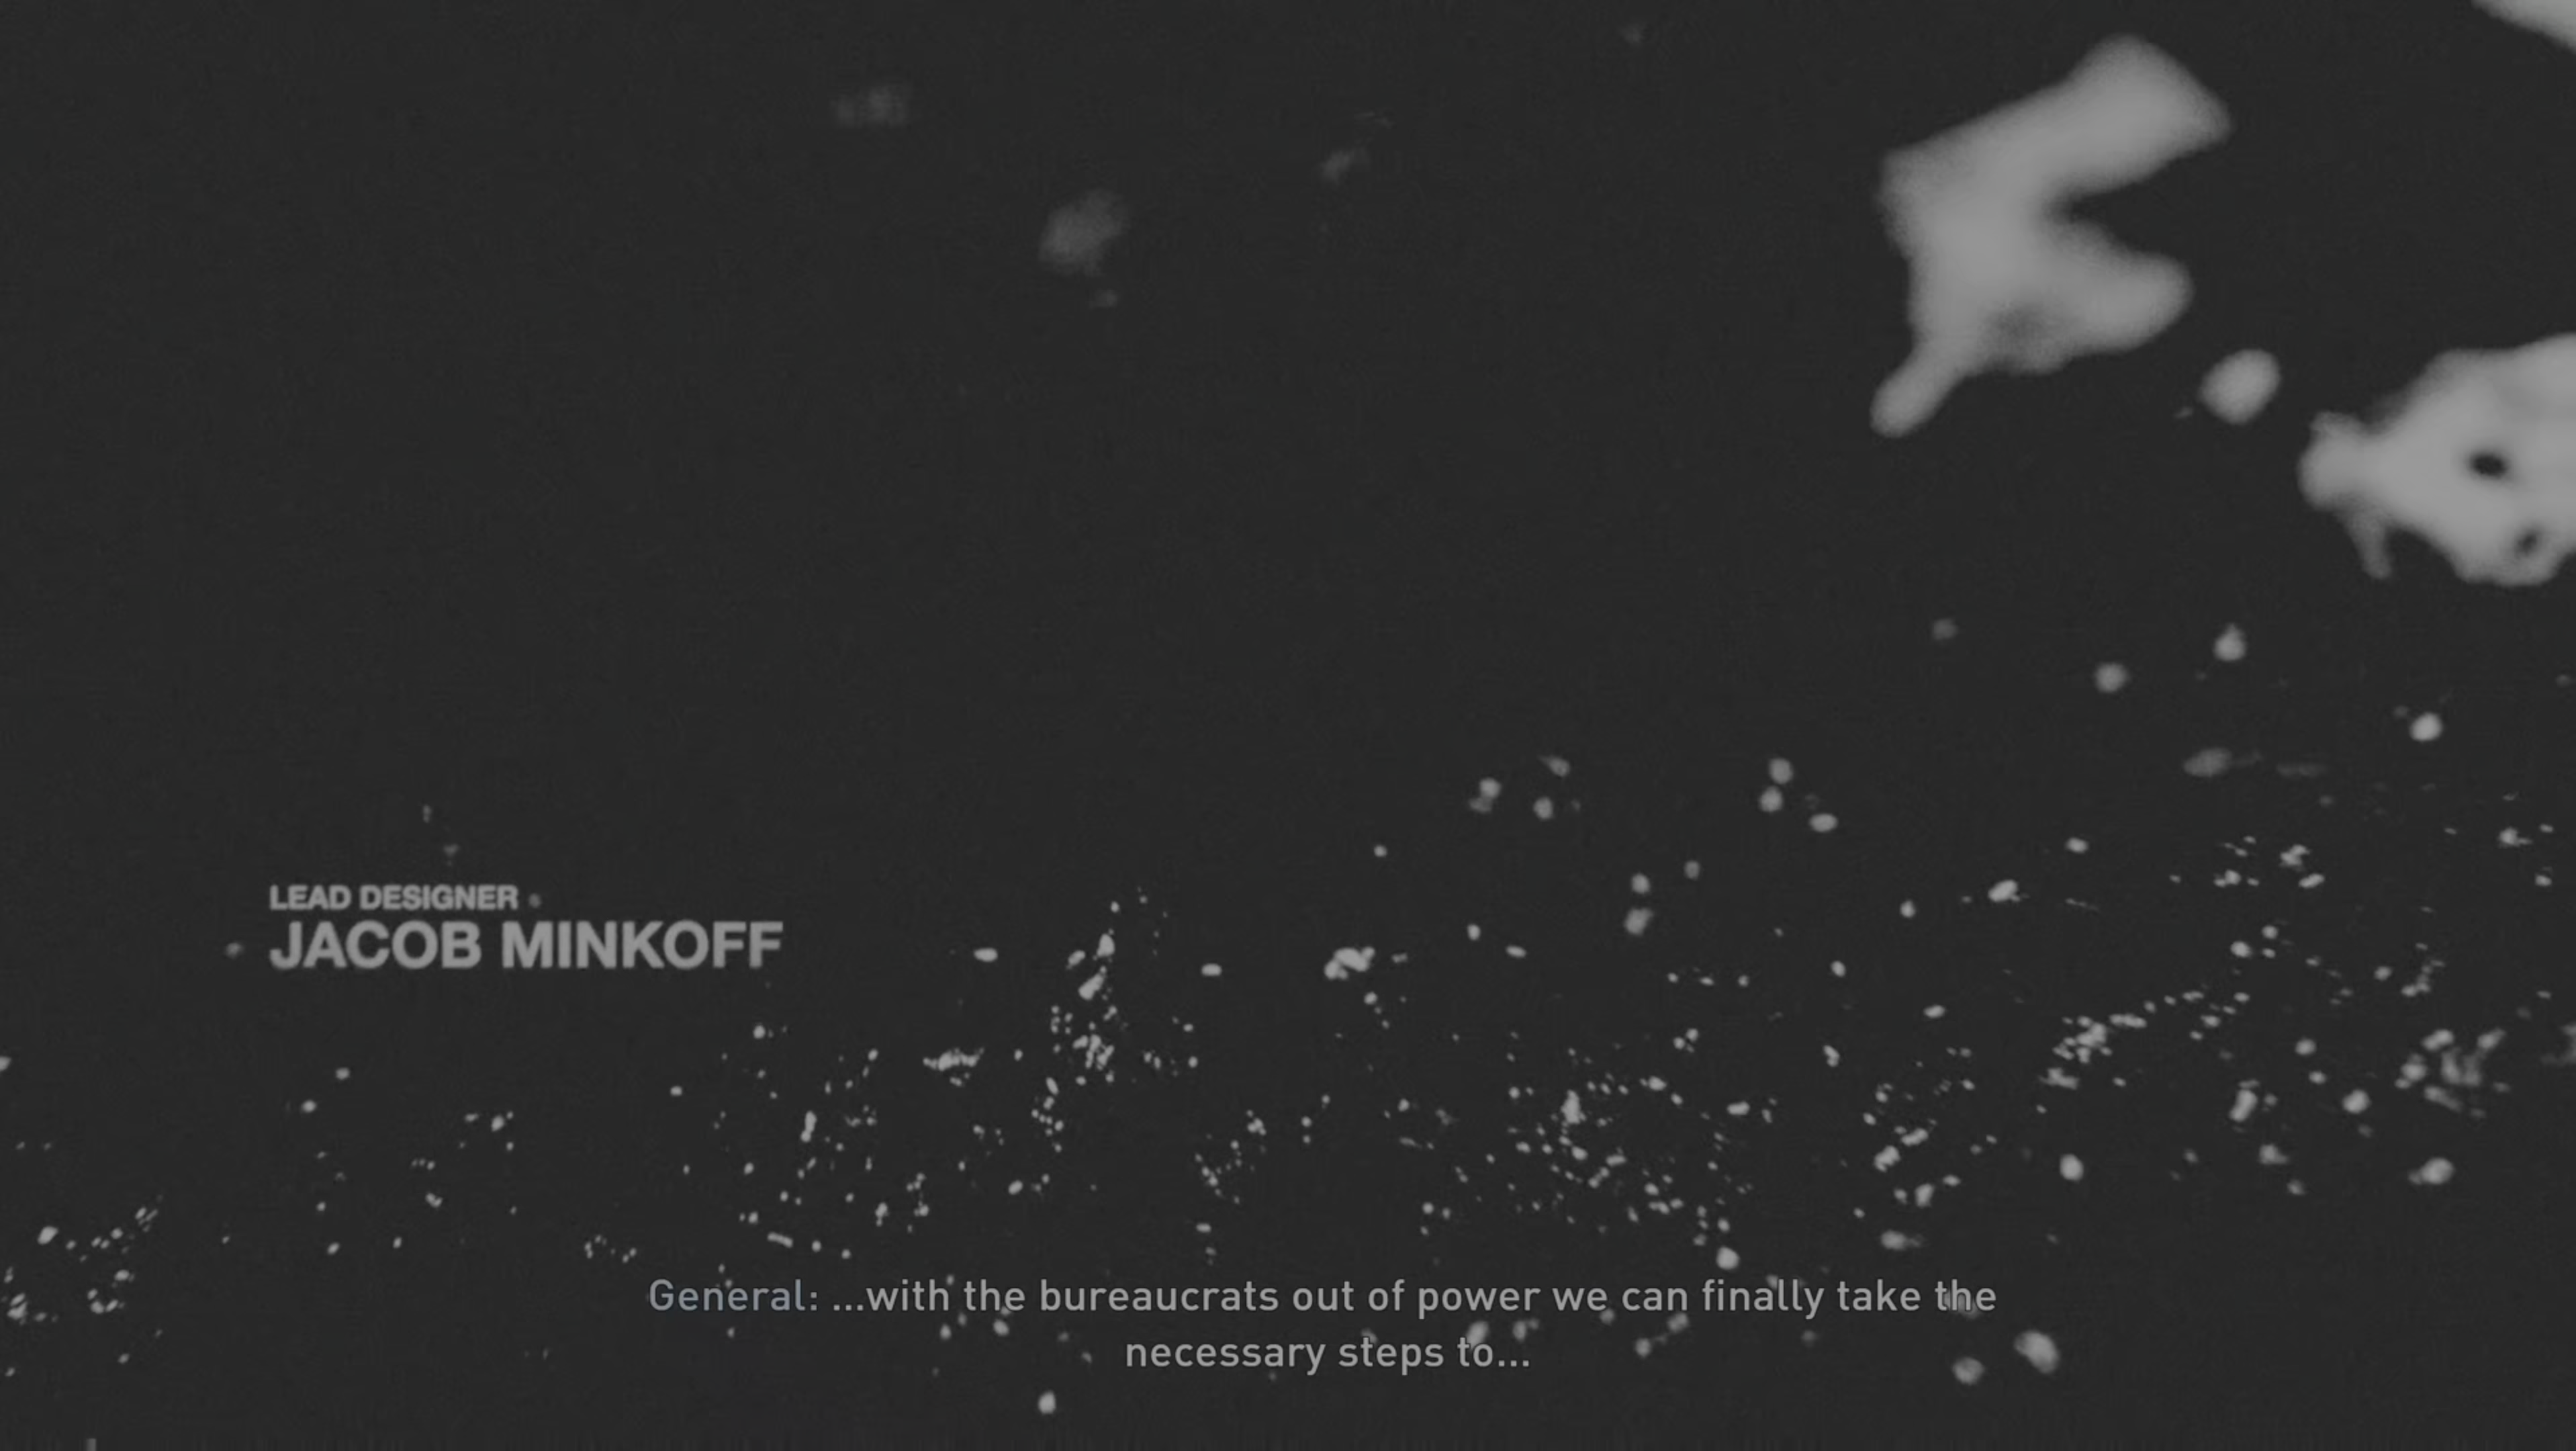 LEAD DESIGNER
JACOB MINKOFF
General: ...with the bureaucrats out of power we can finally take the
necessary steps to...